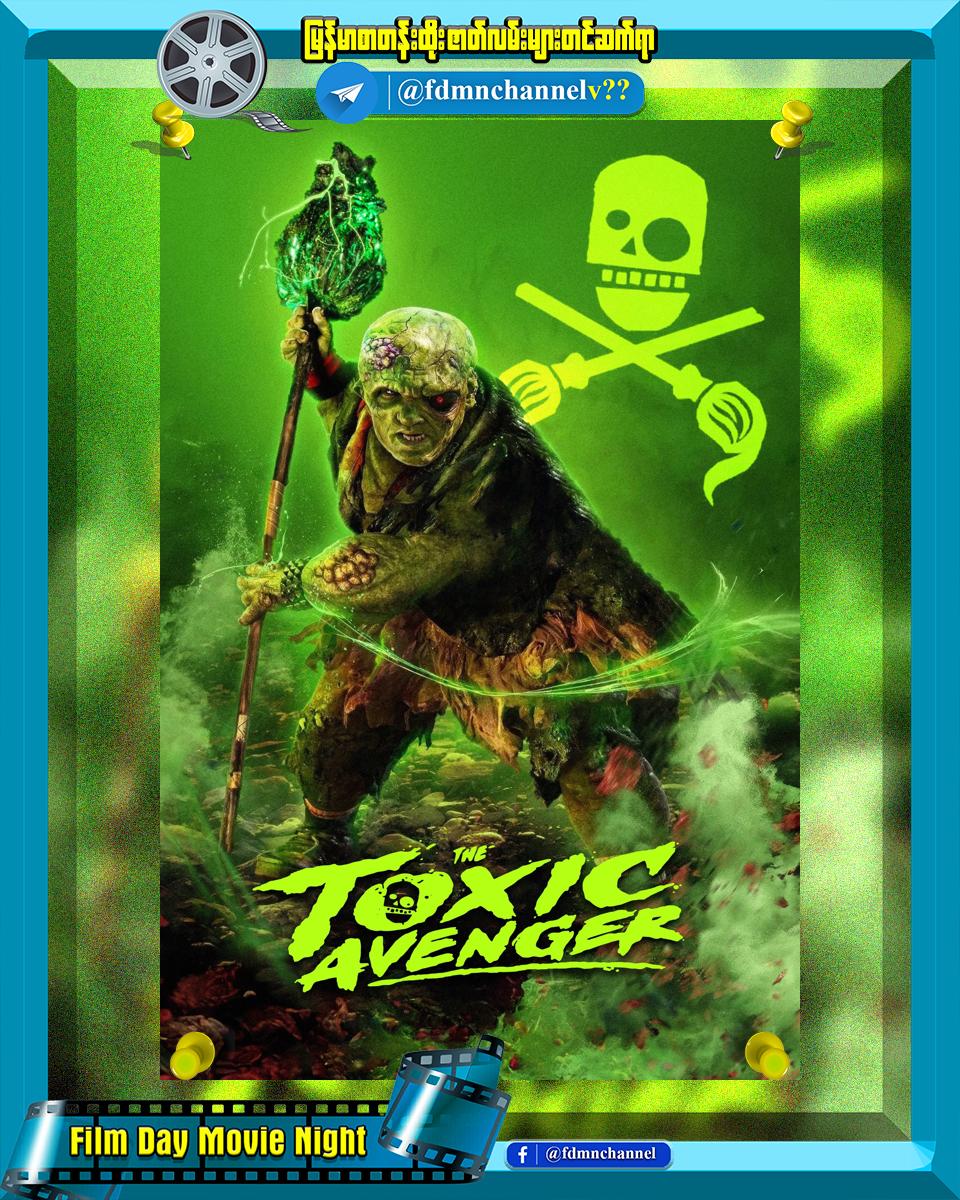 မြန်မာစာတန်းထိုးဇာတ်လမ်းများတင်ဆက်ရာ
@fdmnchannelv??
THE
TOXIC
AVENGER
Film Day Movie Night
f @fdmnchannel